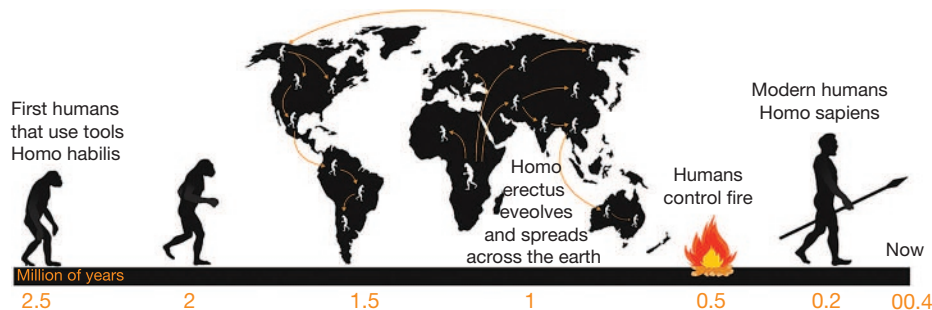 First humans
that use tools
Homo habilis
Homo
erectus
eveolves
and spreads
across the earth
Humans
control fire
Modern humans
Homo sapiens
Now
Million of years
2.5
2
1.5
1
0.5
0.2
00.4